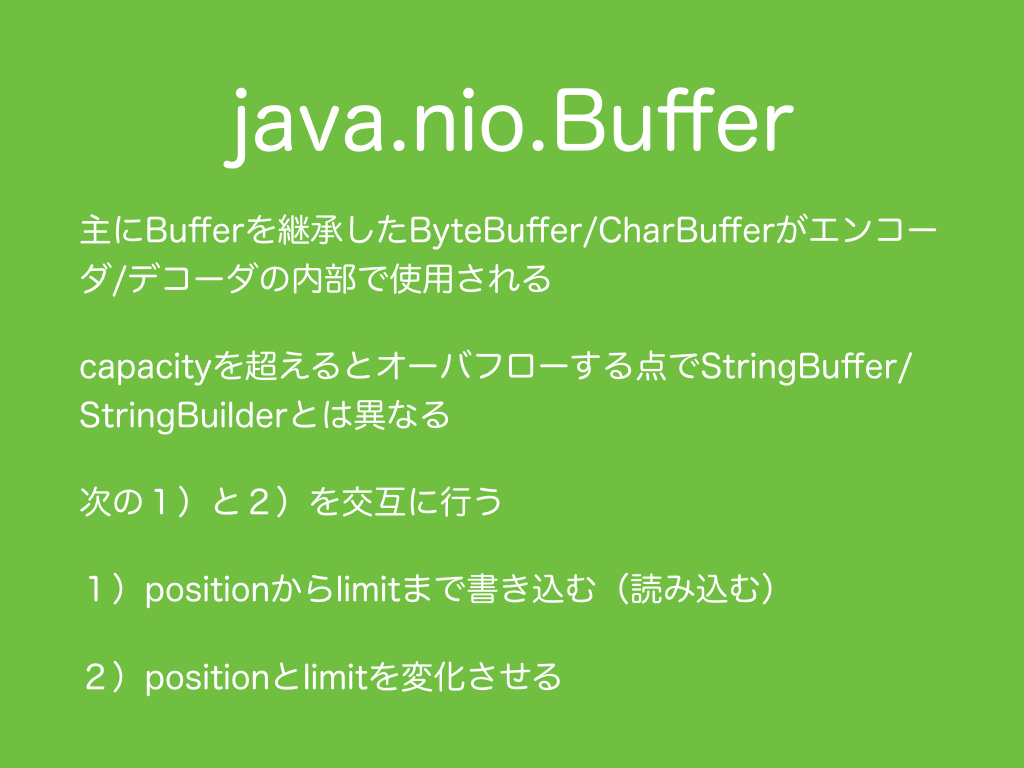 java.nio.Buffer
主にBufferを継承したByteBuffer/CharBufferがエンコー
ダ/デコーダの内部で使用される
capacityを超えるとオーバフローする点でStringBuffer/
StringBuilderとは異なる
次の１）と２）を交互に行う
１）positionからlimitまで書き込む（読み込む）
２）positionとlimitを変化させる